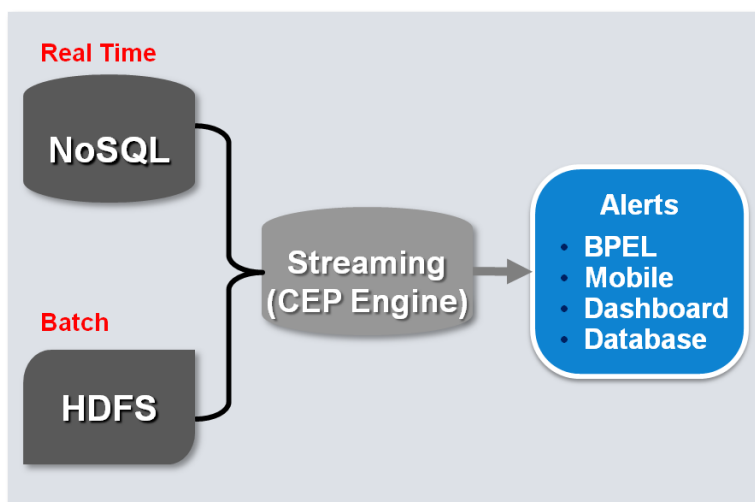 Real Time
NoSQL
Batch
HDFS
Streaming
(CEP Engine)
Alerts
• BPEL
• Mobile
• Dashboard
• Database